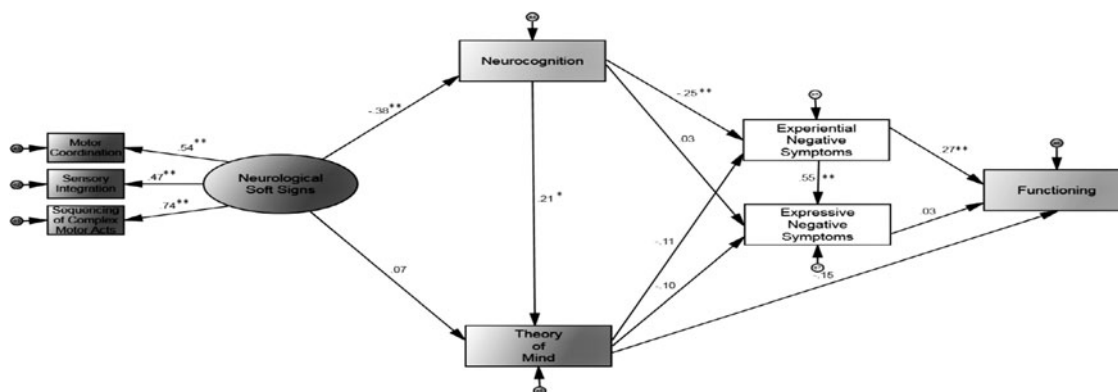 Neurocognition
-.38**
-.25**
.03
Motor
Coordination
.54**
Experiential
Negative
Symptoms
.27**
Sensory
Integration
.47**
Neurological
Soft Signs
.21*
.55**
Functioning
Sequencing
of Complex
Motor Acts
.74**
Expressive
Negative
Symptoms
.03
-.11
.07
-.10
-.15
Theory
of
Mind